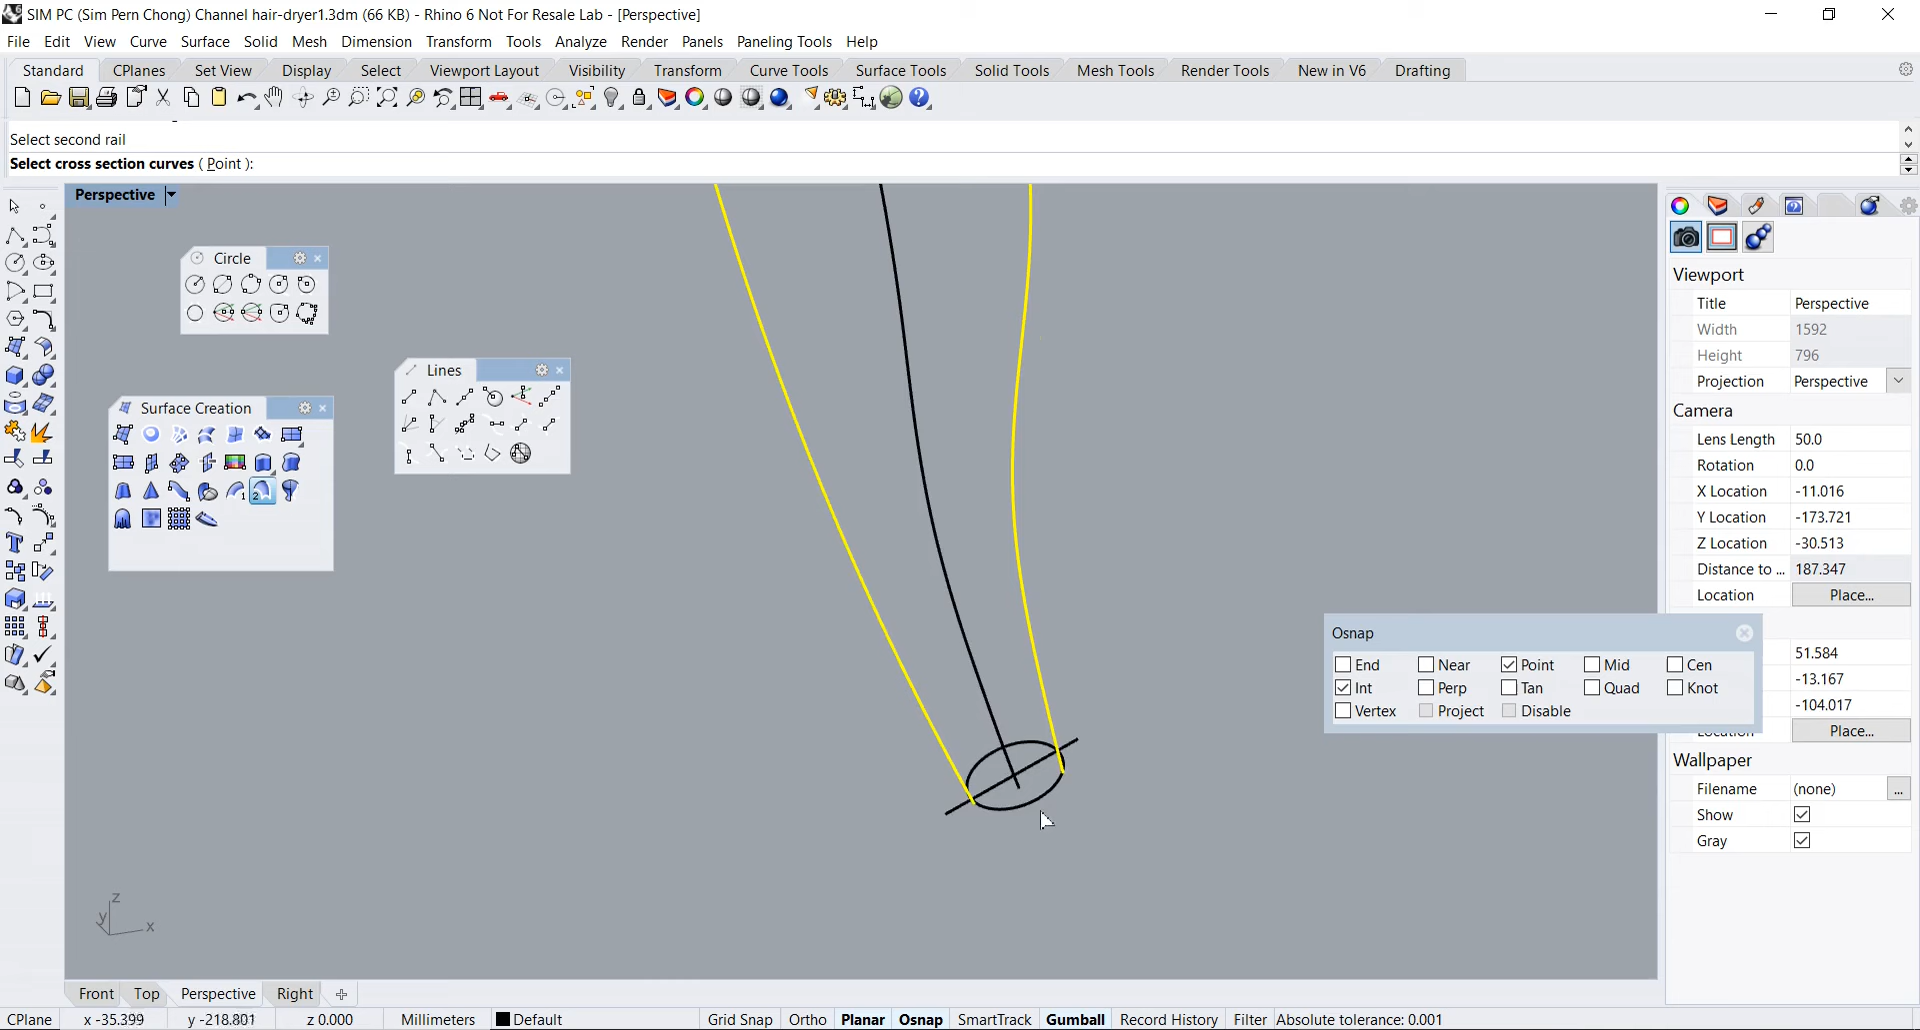 SIM PC (Sim Pern Chong) Channel hair-dryer1.3dm (66 KB) - Rhino 6 Not For Resale Lab - [Perspective]
File Edit View Curve Surface Solid Mesh Dimension Transform Tools Analyze Render Panels Paneling Tools Help
Standard CPlanes Set View Display Select Viewport Layout Visibility Transform Curve Tools Surface Tools Solid Tools Mesh Tools Render Tools New in V6 Drafting
Select second rail
Select cross section curves ( Point ):
Perspective
Circle
Lines
Surface Creation
Viewport
Title Perspective
Width 1592
Height 796
Projection Perspective
Camera
Lens Length 50.0
Rotation 0.0
X Location -11.016
Y Location -173.721
Z Location -30.513
Distance to ... 187.347
Location Place...
Osnap
End Near Point Mid Cen
Int Perp Tan Quad Knot
Vertex Project Disable
51.584
-13.167
-104.017
Place...
Wallpaper
Filename (none) ...
Show
Gray
z
y
x
Front Top Perspective Right
CPlane x -35.399 y -218.801 z 0.000 Millimeters Default Grid Snap Ortho Planar Osnap SmartTrack Gumball Record History Filter Absolute tolerance: 0.001